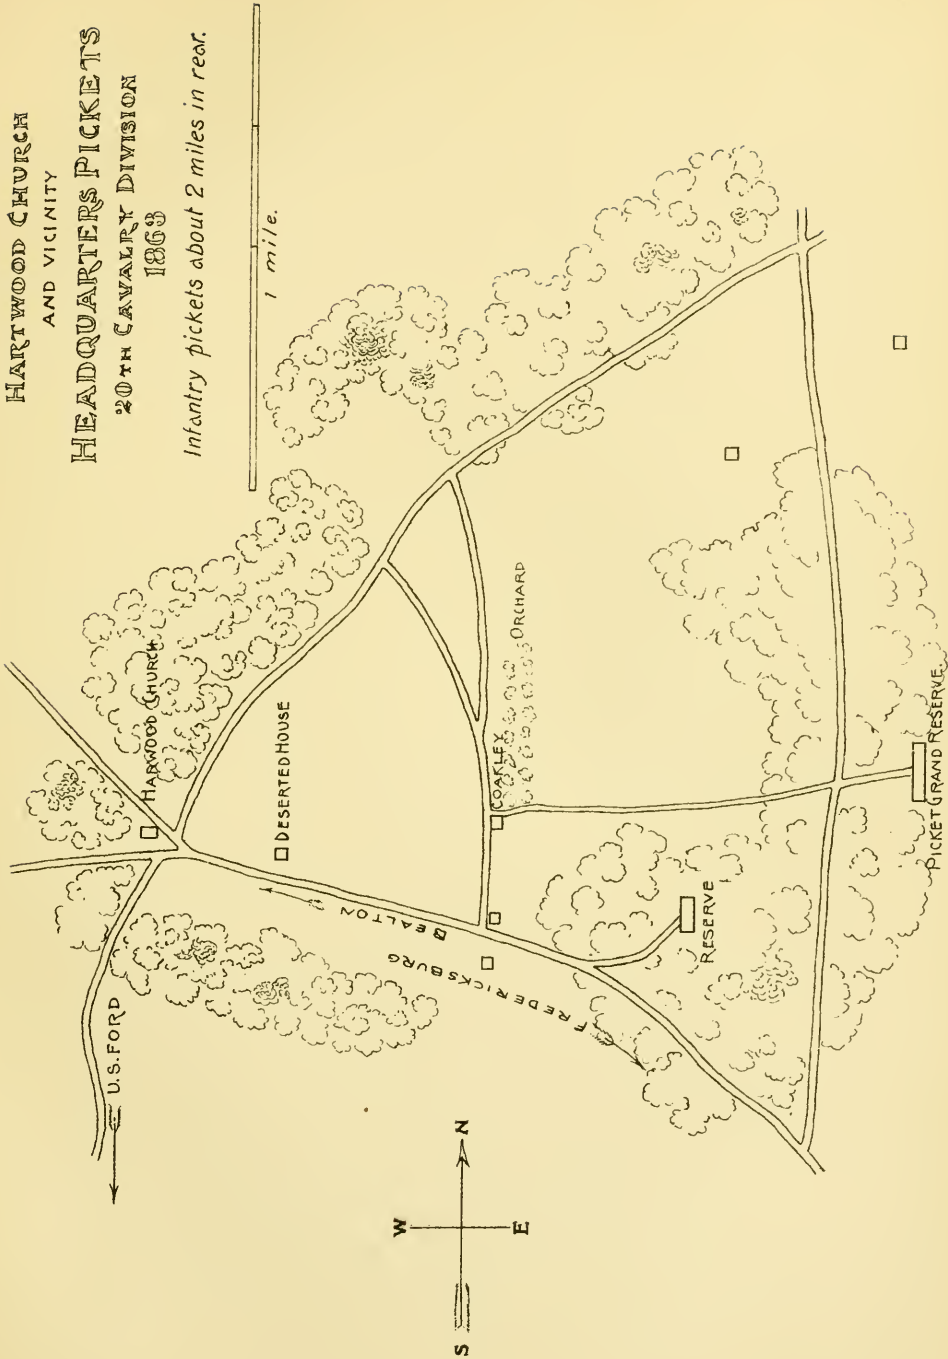 HARTWOOD CHURCH
AND VICINITY
HEADQUARTERS PICKETS
20TH CAVALRY DIVISION
1863
Infantry pickets about 2 miles in rear.
1 mile.
HARWOOD CHURCH
DESERTED HOUSE
U.S. FORD
BEALTON
FREDERICKSBURG
COAKLEY
ORCHARD
RESERVE
PICKET GRAND RESERVE
N
W
E
S